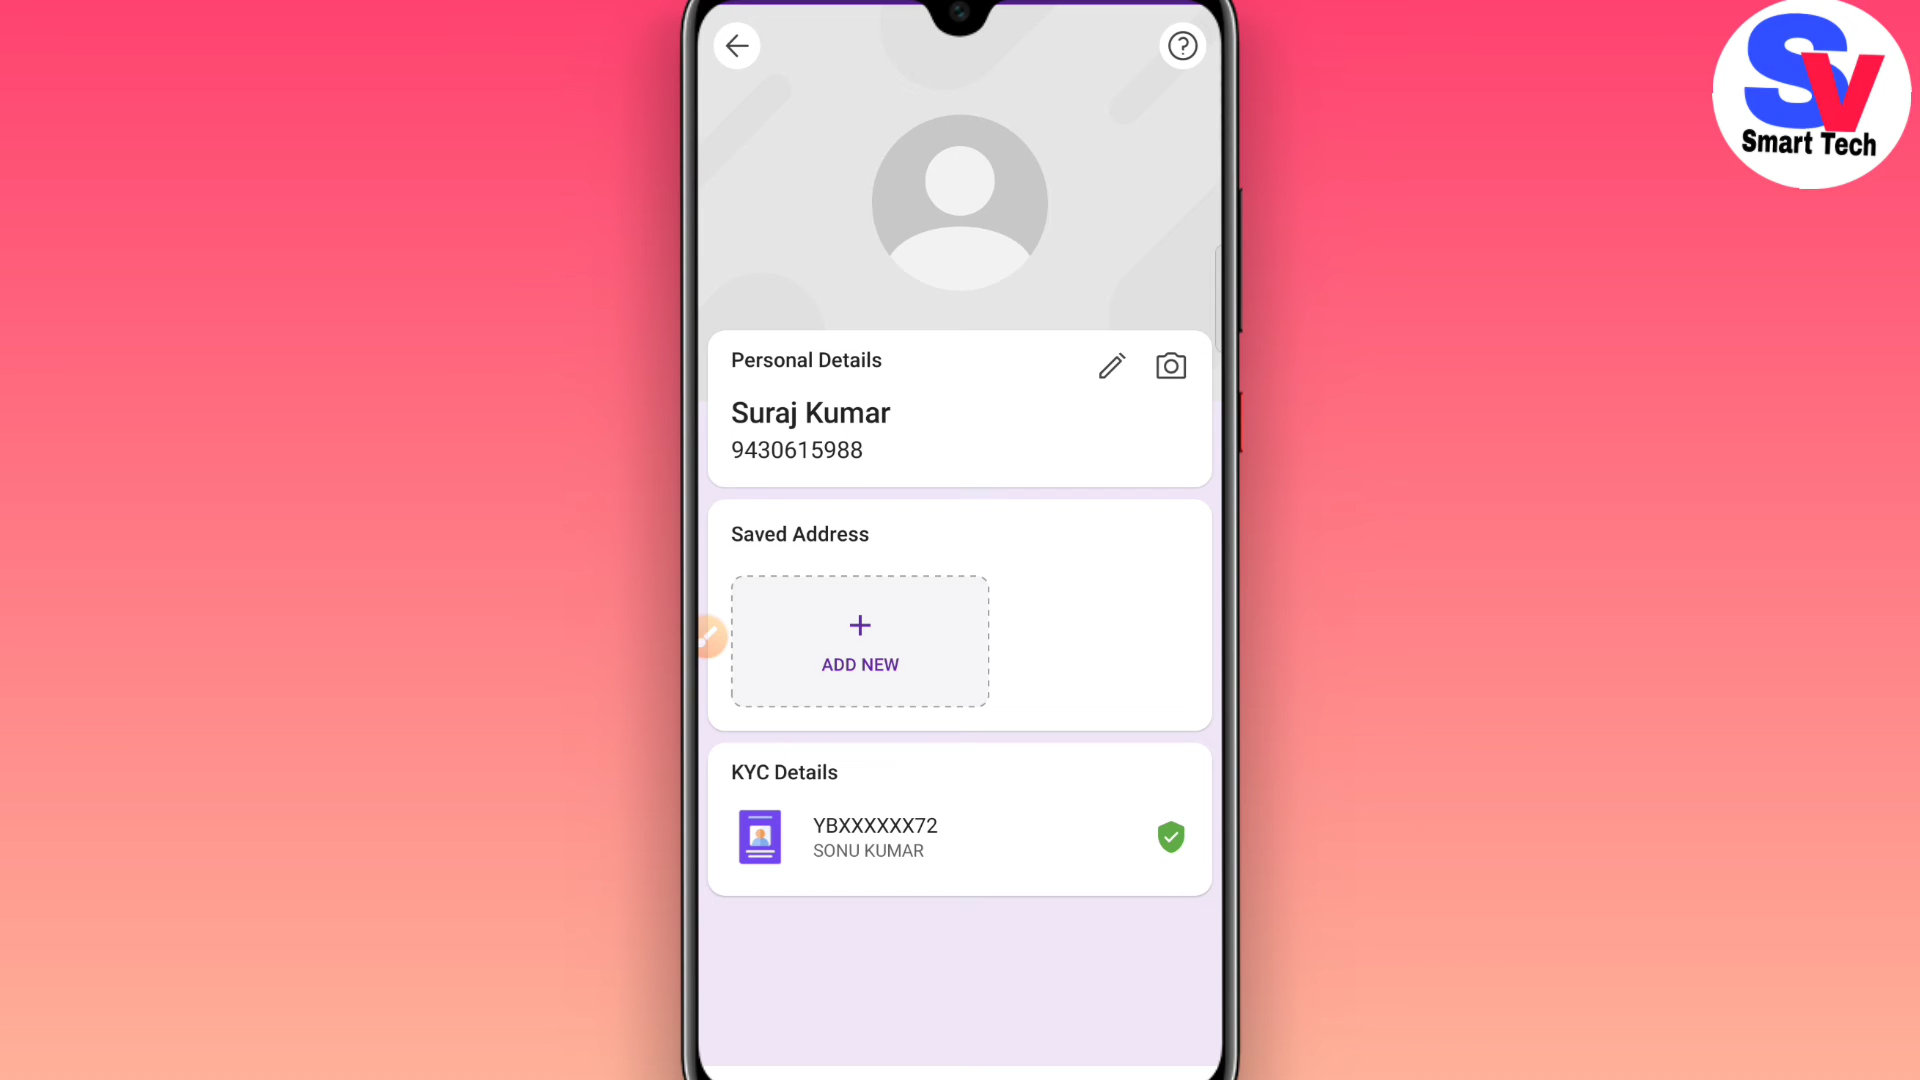 SV
Smart Tech
Personal Details
Suraj Kumar
9430615988
Saved Address
+
ADD NEW
KYC Details
YBXXXXXX72
SONU KUMAR